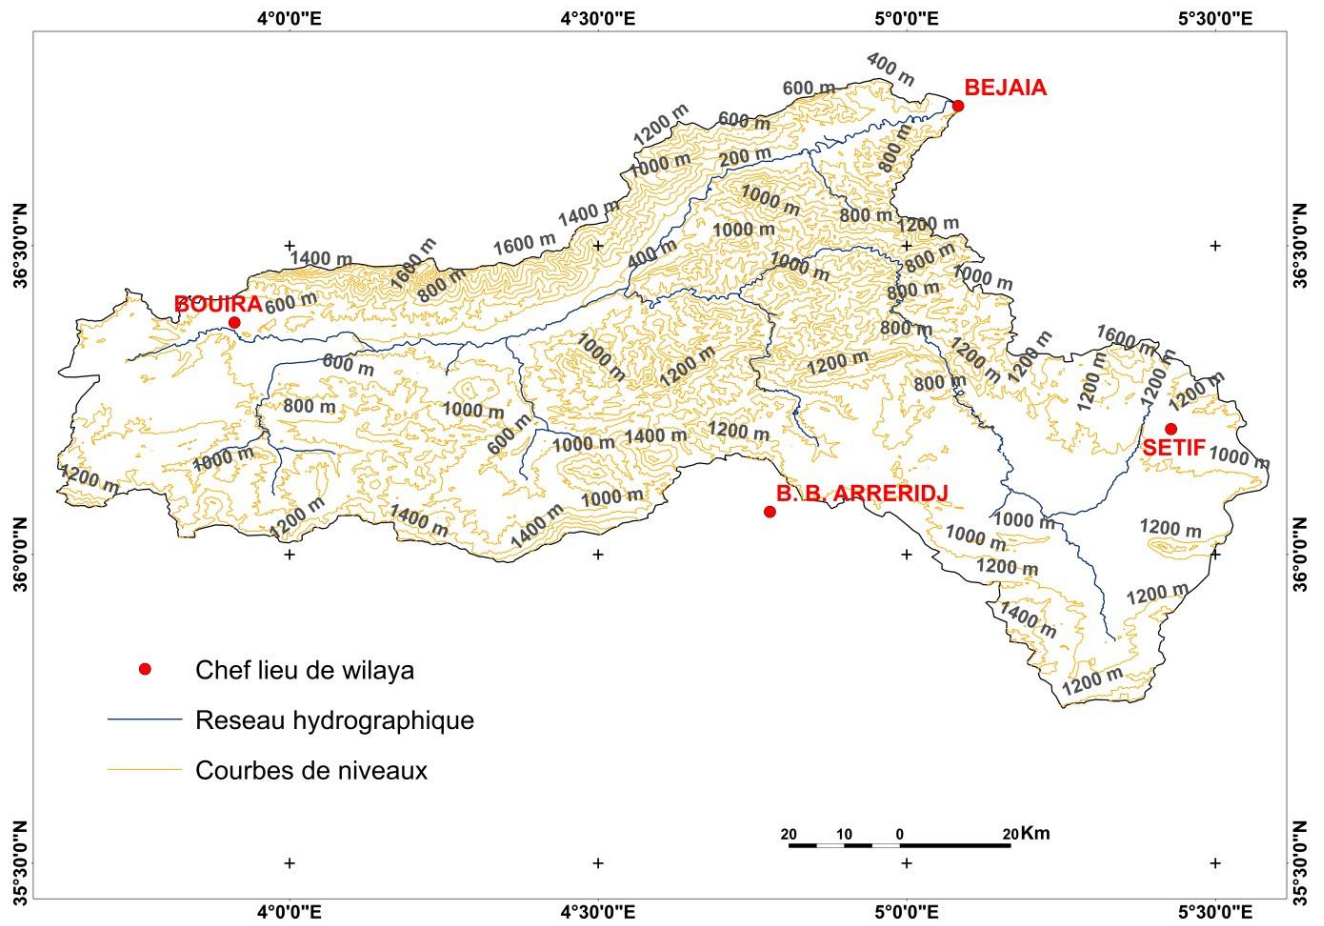 4°0'0"E 4°30'0"E 5°0'0"E 5°30'0"E
400 m
600 m
BEJAIA
1200 m
600 m
800 m
200 m
1000 m
1000 m
36°30'0"N
1400 m
800 m
1200 m
36°30'0"N
1000 m
1600 m
1400 m
1600 m
400 m
800 m
1000 m
1000 m
800 m
800 m
BOUIRA
600 m
800 m
1600 m
1000 m
1200 m
1200 m
1200 m
600 m
1200 m
1200 m
800 m
1200 m
1200 m
800 m
1000 m
600 m
1000 m
1400 m
1200 m
SETIF
1000 m
1000 m
1200 m
B. B. ARRERIDJ
1000 m
1200 m
1400 m
1400 m
1000 m
1200 m
1000 m
36°0'0"N
1200 m
36°0'0"N
1200 m
1400 m
Chef lieu de wilaya
1200 m
Reseau hydrographique
Courbes de niveaux
35°30'0"N
20 10 0 20 Km
35°30'0"N
4°0'0"E 4°30'0"E 5°0'0"E 5°30'0"E